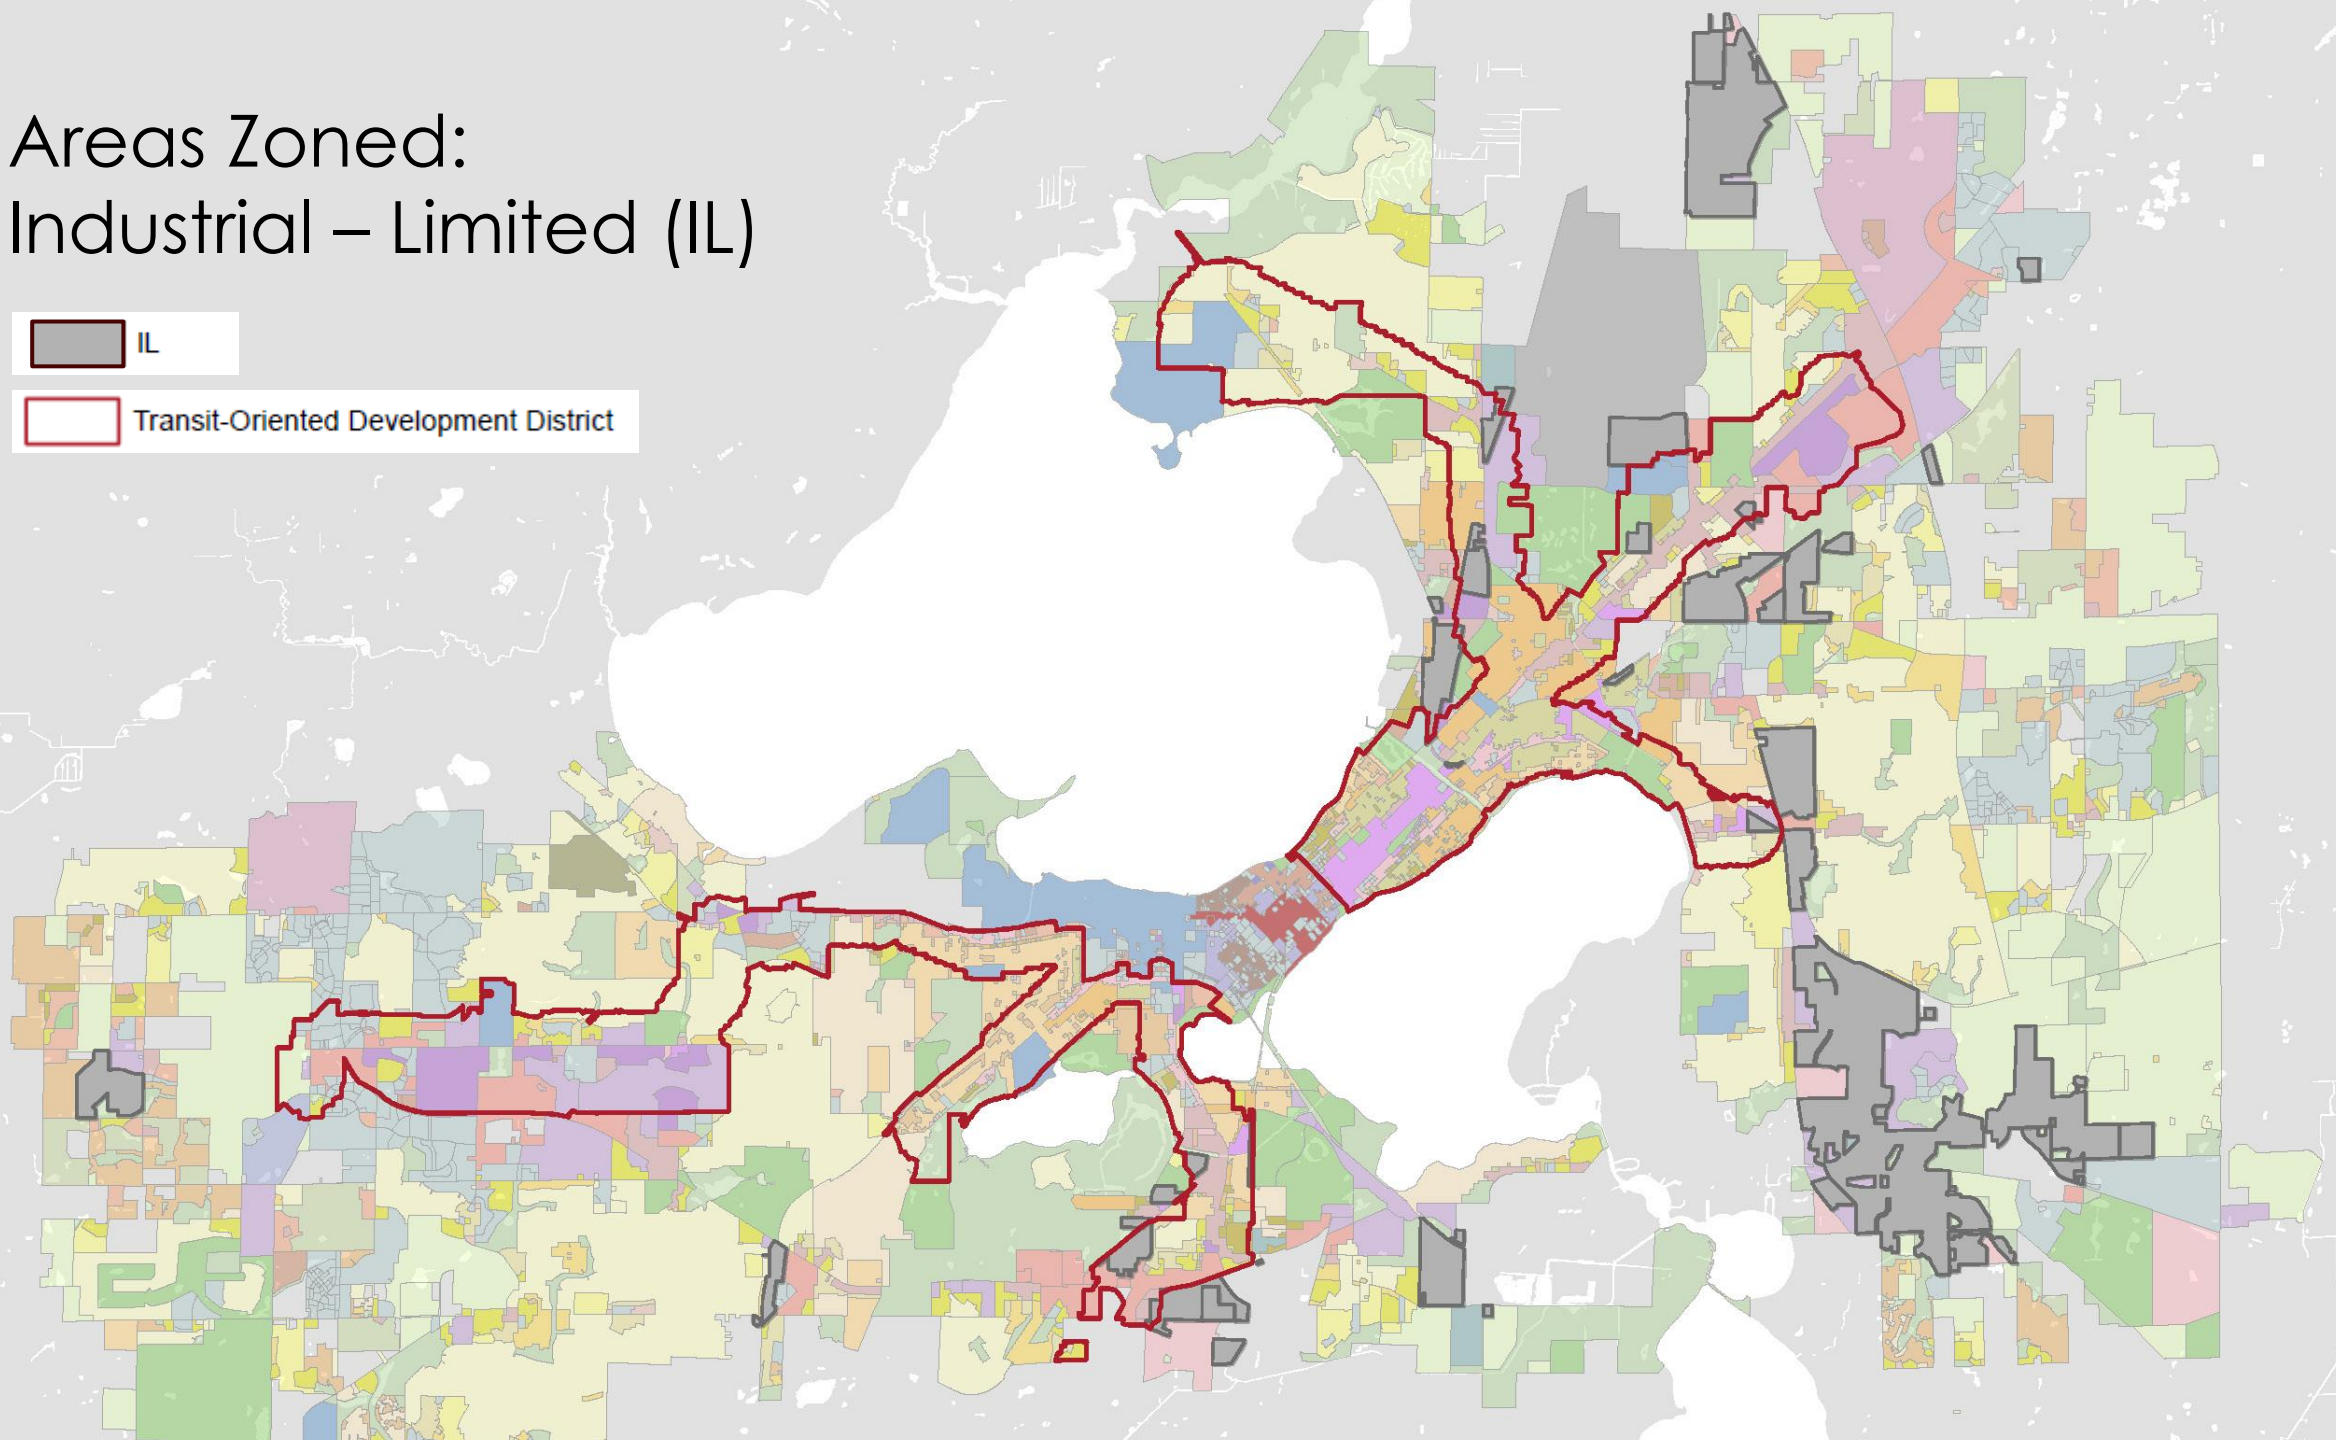 Areas Zoned:
Industrial – Limited (IL)
IL
Transit-Oriented Development District